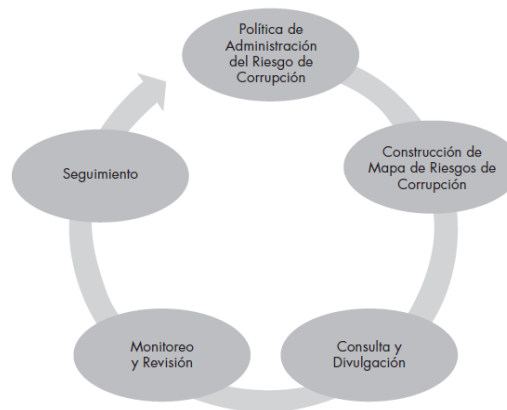 Política de
Administración
del Riesgo de
Corrupción
Construcción de
Mapa de Riesgos de
Corrupción
Consulta y
Divulgación
Monitoreo
y Revisión
Seguimiento